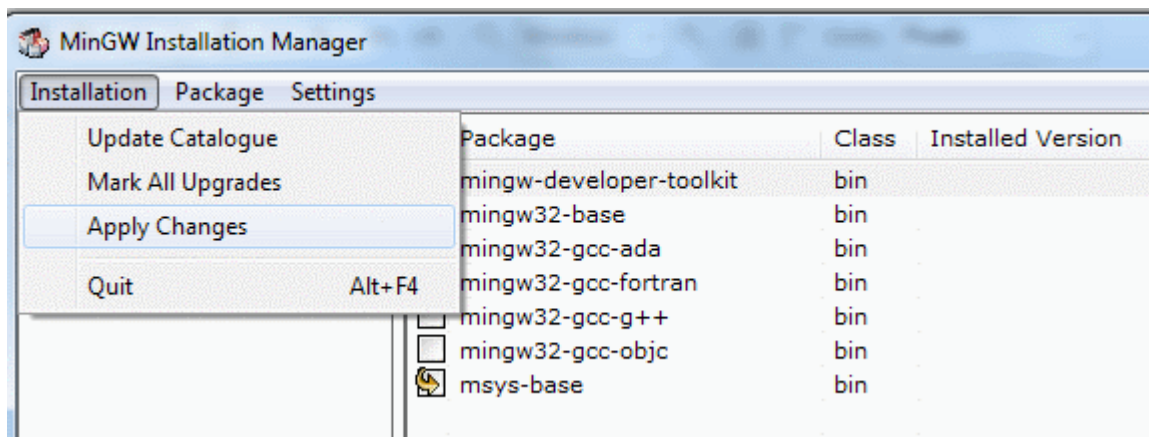 MinGW Installation Manager
Installation Package Settings
Update Catalogue
Mark All Upgrades
Apply Changes
Quit Alt+F4
Package Class Installed Version
mingw-developer-toolkit bin
mingw32-base bin
mingw32-gcc-ada bin
mingw32-gcc-fortran bin
mingw32-gcc-g++ bin
mingw32-gcc-objc bin
msys-base bin